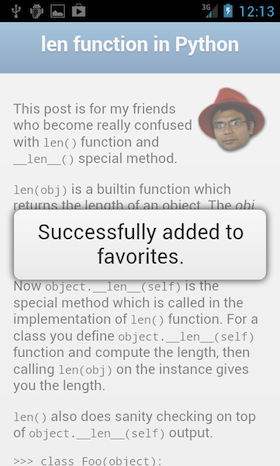 3G 12:13
len function in Python
This post is for my friends
who become really confused
with len() function and
__len__() special method.
len(obj) is a builtin function which
returns the length of an object. The obj
Successfully added to
favorites.
Now object.__len__(self) is the
special method which is called in the
implementation of len() function. For a
class you define object.__len__(self)
function and compute the length, then
calling len(obj) on the instance gives
you the length.
len() also does sanity checking on top
of object.__len__(self) output.
>>> class Foo(object):